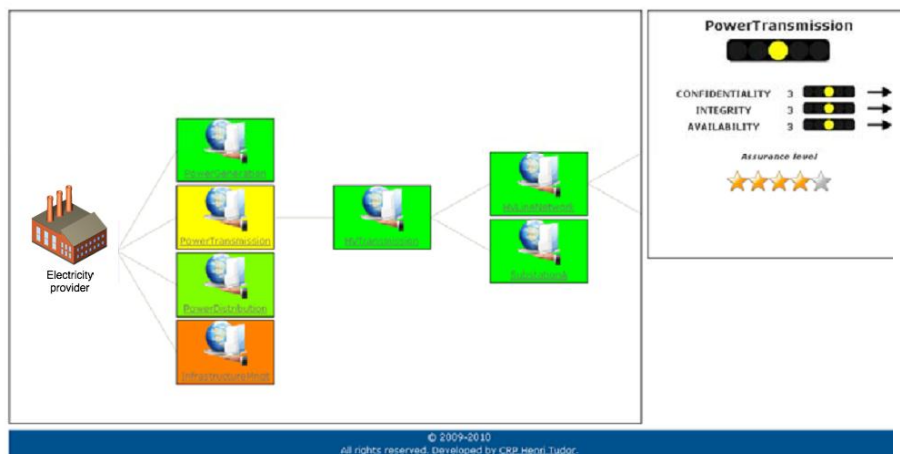 PowerTransmission
CONFIDENTIALITY 3
INTEGRITY 3
AVAILABILITY 3
Assurance level
PowerGeneration
PowerTransmission
Electricity
provider
PowerDistribution
HVTransmission
Substations
© 2009-2010
All rights reserved. Developed by CRP Henri Tudor.